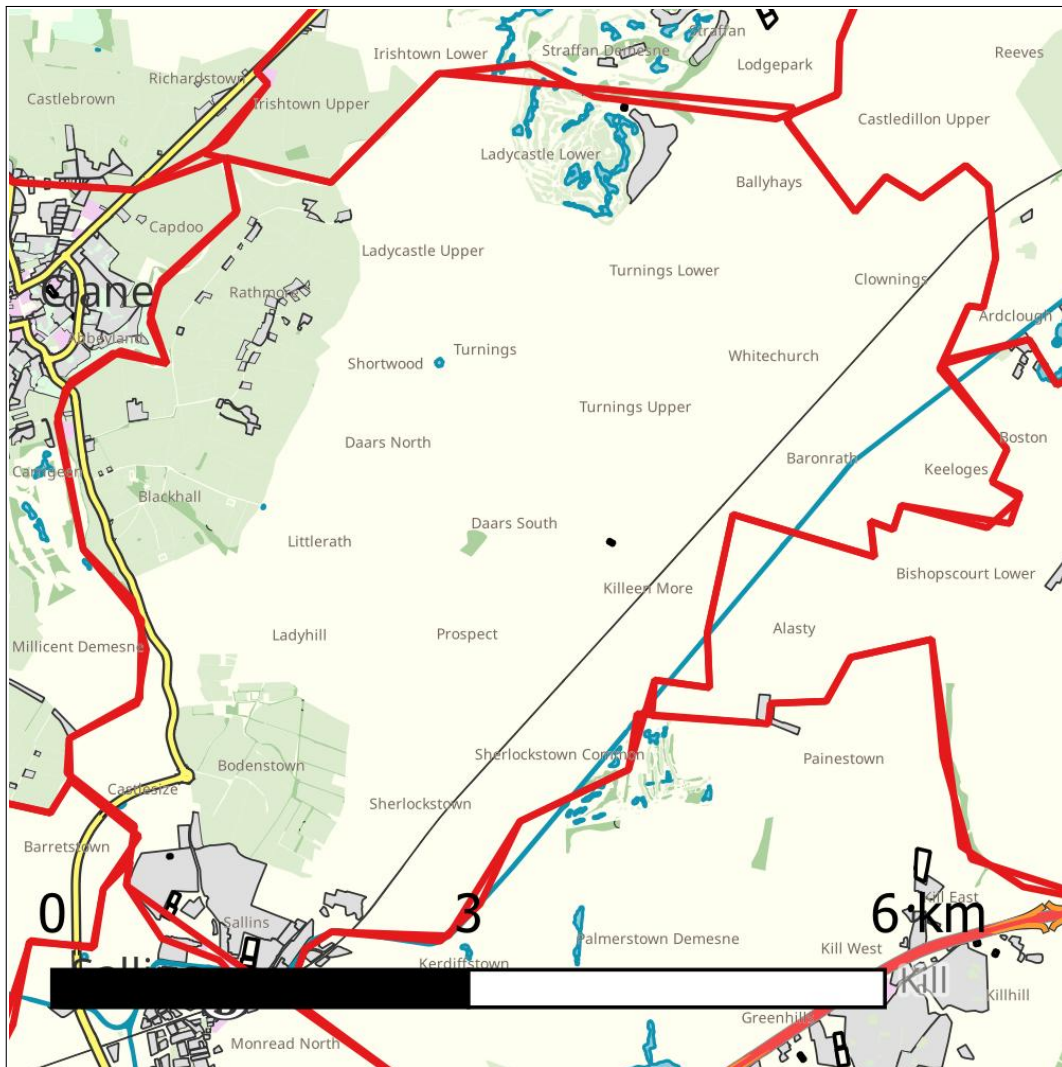 Straffan
Irishtown Lower
Straffan Demesne
Reeves
Lodgepark
Richardstown
Castlebrown
Irishtown Upper
Castledillon Upper
Ladycastle Lower
Ballyhays
Capdoo
Ladycastle Upper
Turnings Lower
Clownings
Clane
Rathmore
Ardclough
Abbeyland
Turnings
Whitechurch
Shortwood
Turnings Upper
Daars North
Boston
Baronrath
Carrigeen
Keeloges
Blackhall
Daars South
Littlerath
Bishopscourt Lower
Killeen More
Alasty
Ladyhill
Prospect
Millicent Demesne
Sherlockstown Common
Painestown
Bodenstown
Castlesize
Sherlockstown
Barretstown
Kill East
0 3 6 km
Sallins
Palmerstown Demesne
Kill West
Kerdiffstown
Sallins
Kill
Killhill
Greenhills
Monread North